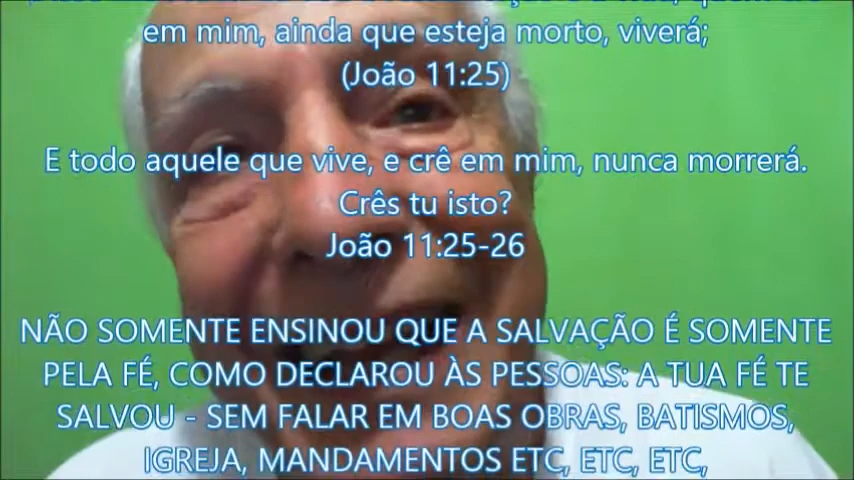 em mim, ainda que esteja morto, viverá;
(João 11:25)
E todo aquele que vive, e crê em mim, nunca morrerá.
Crês tu isto?
João 11:25-26
NÃO SOMENTE ENSINOU QUE A SALVAÇÃO É SOMENTE
PELA FÉ, COMO DECLAROU ÀS PESSOAS: A TUA FÉ TE
SALVOU - SEM FALAR EM BOAS OBRAS, BATISMOS,
IGREJA, MANDAMENTOS ETC, ETC, ETC,